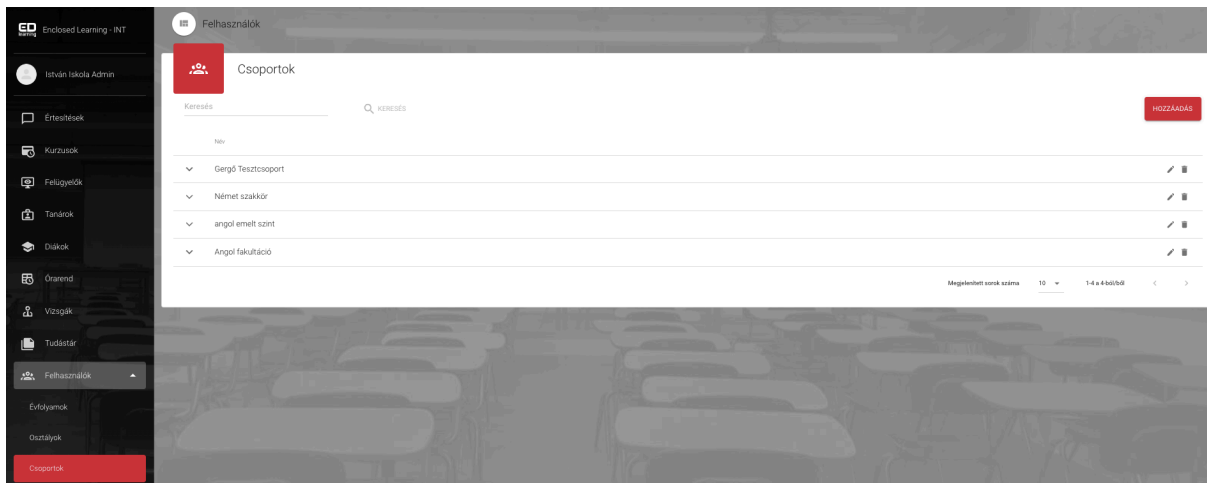 ED
learning
Enclosed Learning - INT
István Iskola Admin
Értesítések
Kurzusok
Felügyelők
Tanárok
Diákok
Órarend
Vizsgák
Tudástár
Felhasználók
Évfolyamok
Osztályok
Csoportok
Felhasználók
Csoportok
Keresés
KERESÉS
HOZZÁADÁS
Név
Gergő Tesztcsoport
Német szakkör
angol emelt szint
Angol fakultáció
Megjelenített sorok száma 10 1-4 a 4-ból/ből